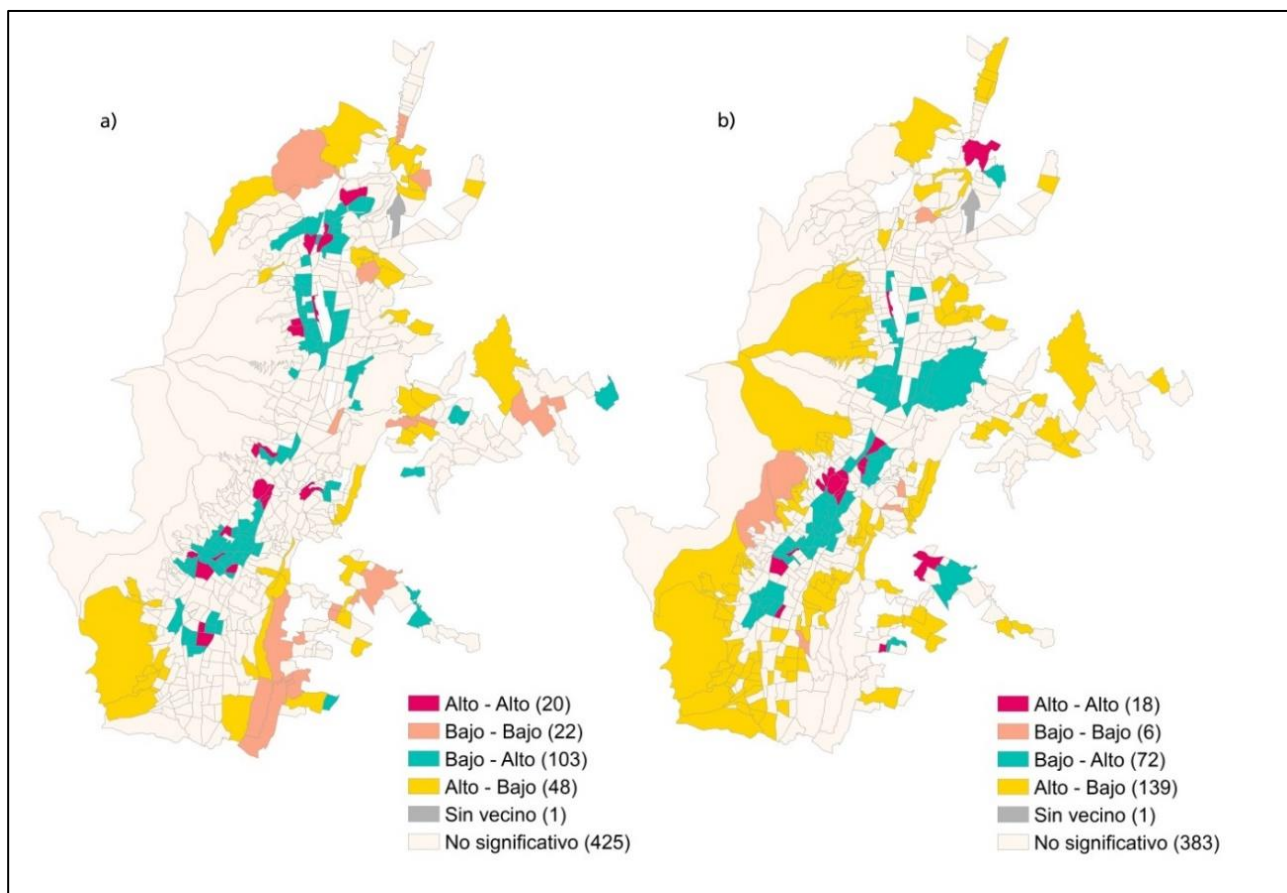 a)
Alto - Alto (20)
Bajo - Bajo (22)
Bajo - Alto (103)
Alto - Bajo (48)
Sin vecino (1)
No significativo (425)
b)
Alto - Alto (18)
Bajo - Bajo (6)
Bajo - Alto (72)
Alto - Bajo (139)
Sin vecino (1)
No significativo (383)